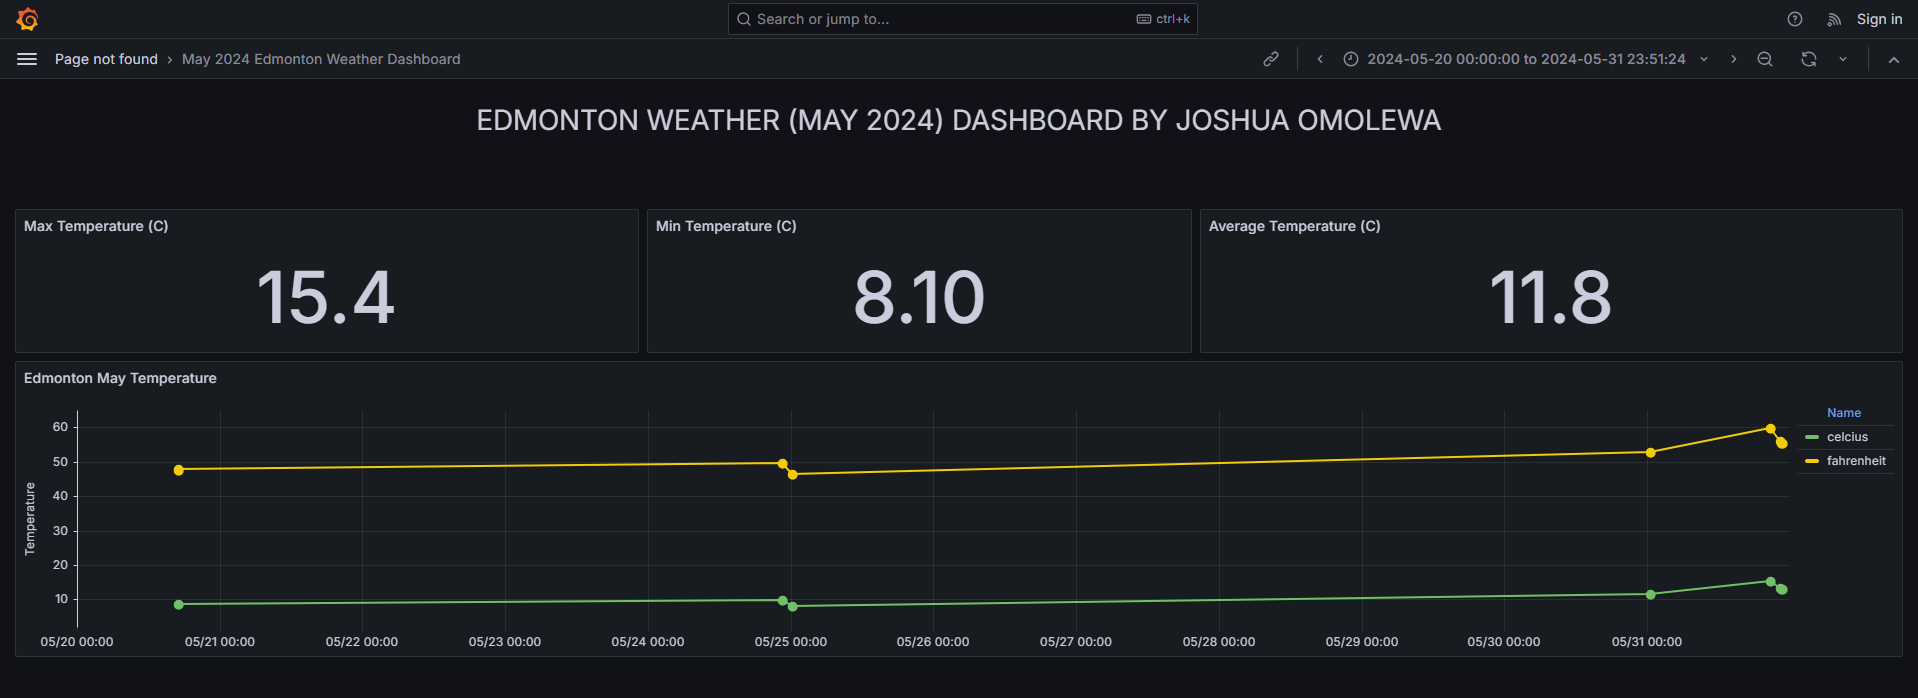 Search or jump to... ctrl+k Sign in
Page not found › May 2024 Edmonton Weather Dashboard 2024-05-20 00:00:00 to 2024-05-31 23:51:24
EDMONTON WEATHER (MAY 2024) DASHBOARD BY JOSHUA OMOLEWA
Max Temperature (C)
15.4
Min Temperature (C)
8.10
Average Temperature (C)
11.8
Edmonton May Temperature
Temperature
60
50
40
30
20
10
05/20 00:00 05/21 00:00 05/22 00:00 05/23 00:00 05/24 00:00 05/25 00:00 05/26 00:00 05/27 00:00 05/28 00:00 05/29 00:00 05/30 00:00 05/31 00:00
Name
celcius
fahrenheit